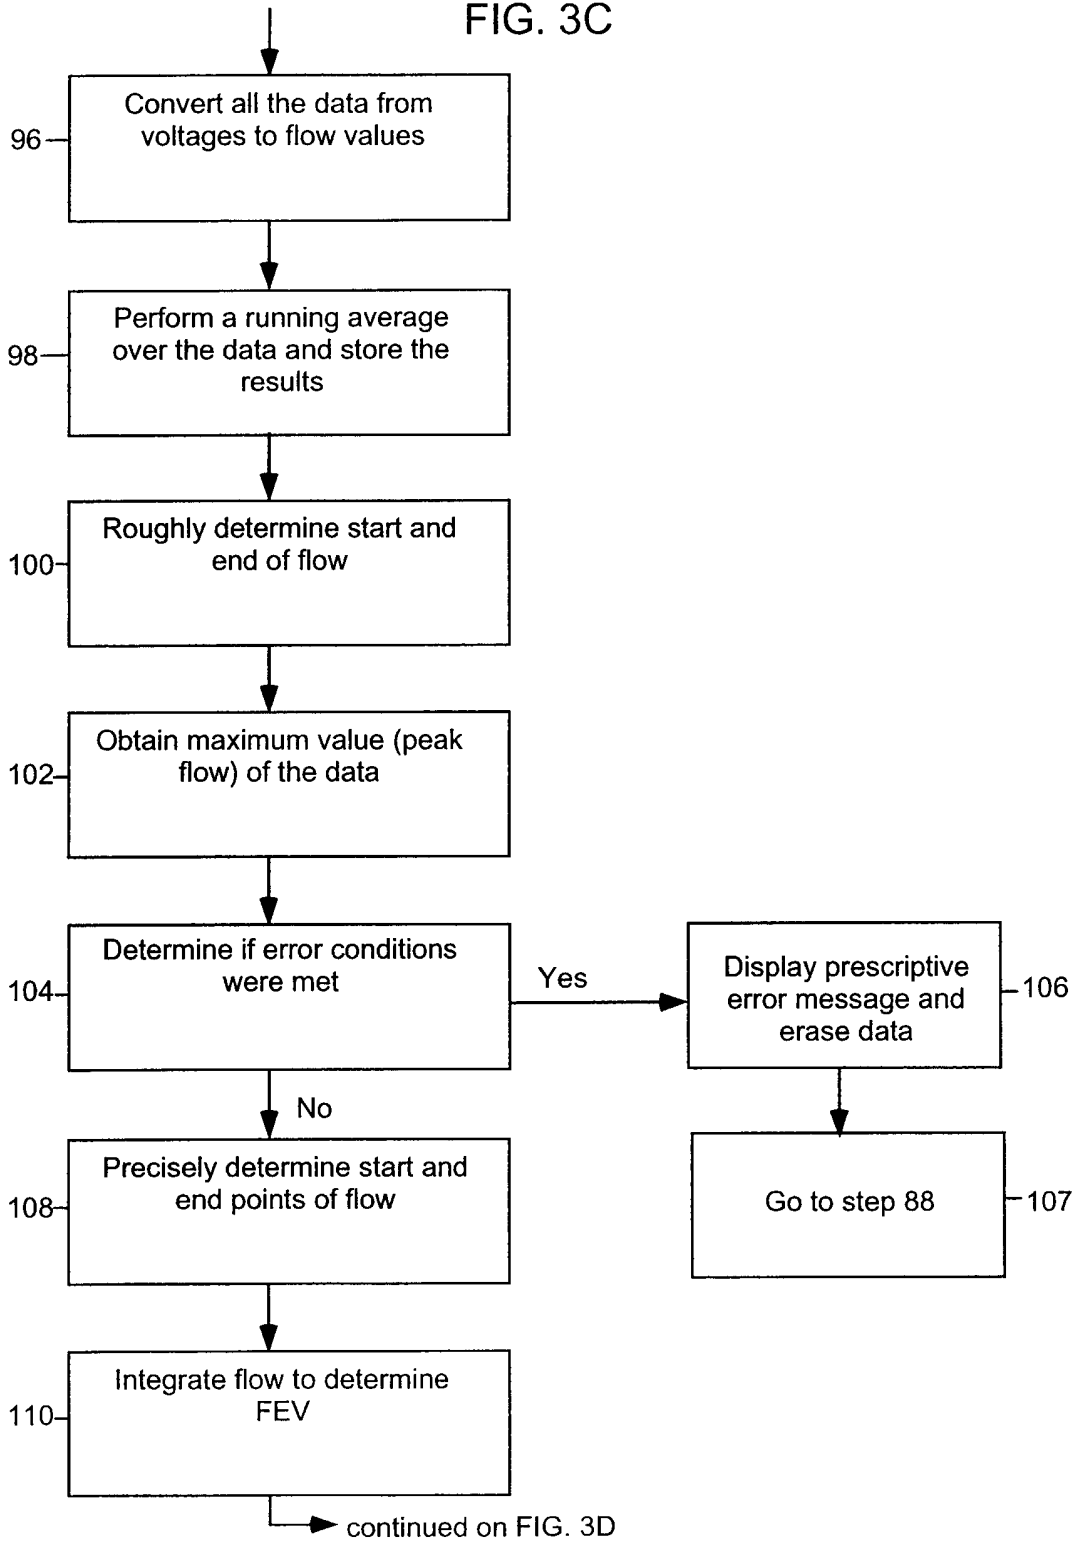 FIG. 3C
Convert all the data from
voltages to flow values
96
Perform a running average
over the data and store the
results
98
Roughly determine start and
end of flow
100
Obtain maximum value (peak
flow) of the data
102
Determine if error conditions
were met
104
Yes
Display prescriptive
error message and
erase data
106
No
Go to step 88
107
Precisely determine start and
end points of flow
108
Integrate flow to determine
FEV
110
continued on FIG. 3D